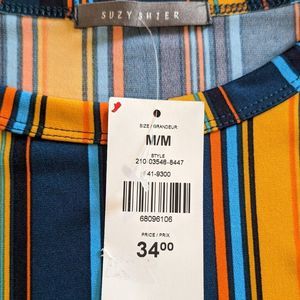 SUZY SHIER
SIZE / GRANDEUR
M/M
STYLE
210 03546-8447
41-9300
68096106
PRICE / PRIX
34.00